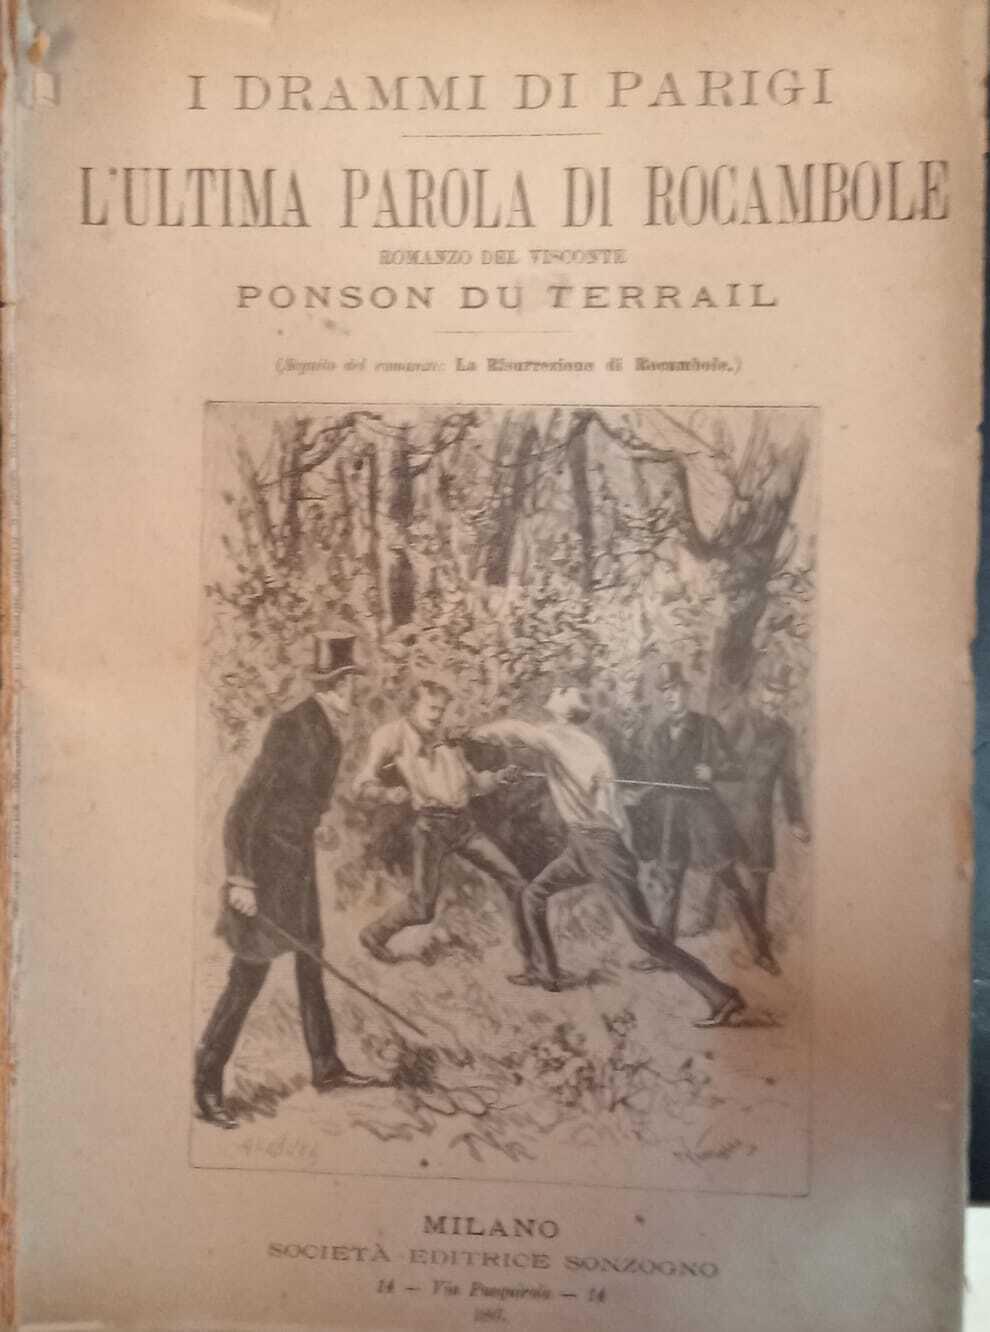 I DRAMMI DI PARIGI
L'ULTIMA PAROLA DI ROCAMBOLE
ROMANZO DEL VISCONTE
PONSON DU TERRAIL
(Seguito del romanzo: La Risurrezione di Rocambole.)
MILANO
SOCIETÀ EDITRICE SONZOGNO
14 — Via Pasquirolo — 14